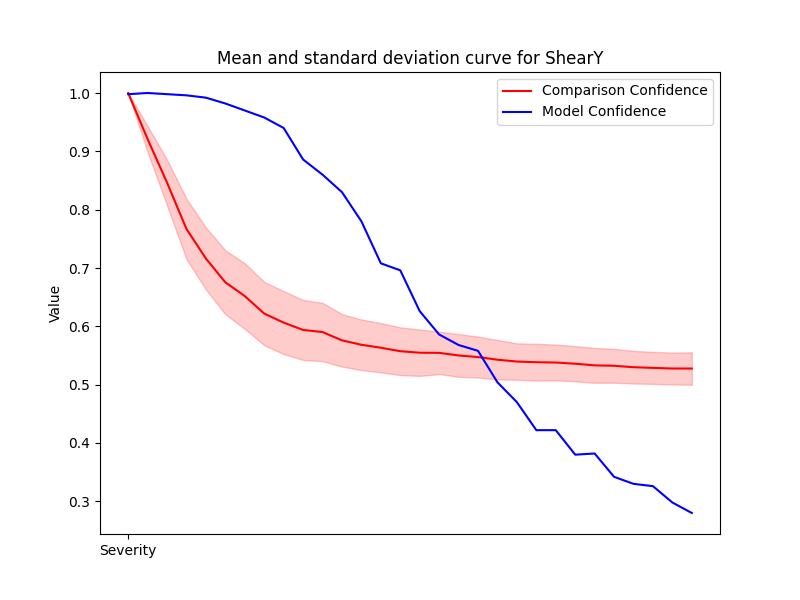 Mean and standard deviation curve for ShearY
Comparison Confidence
Model Confidence
1.0
0.9
0.8
0.7
0.6
0.5
0.4
0.3
Value
Severity